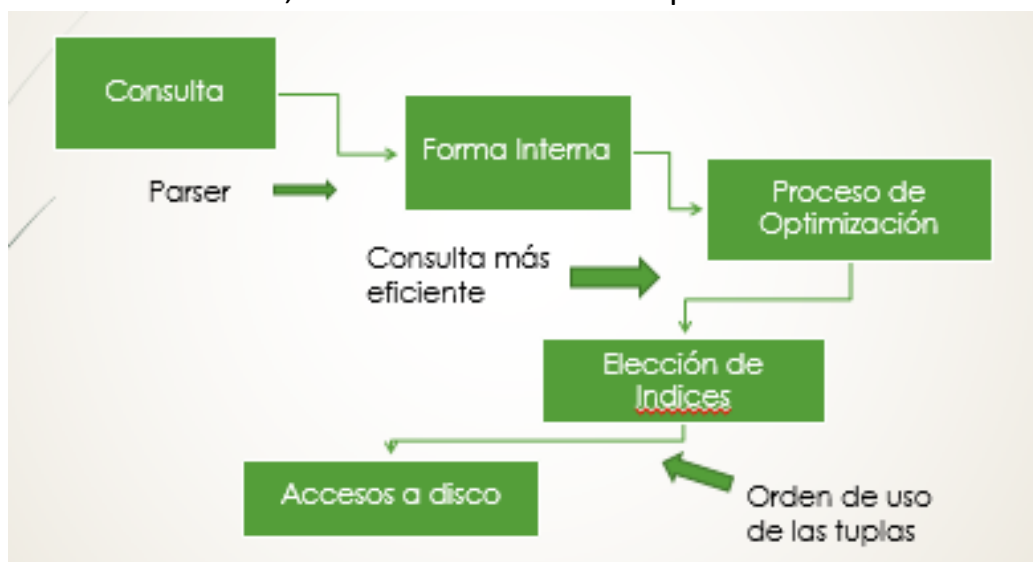 Consulta
Forma Interna
Parser
Proceso de
Optimización
Consulta más
eficiente
Elección de
Indices
Accesos a disco
Orden de uso
de las tuplas